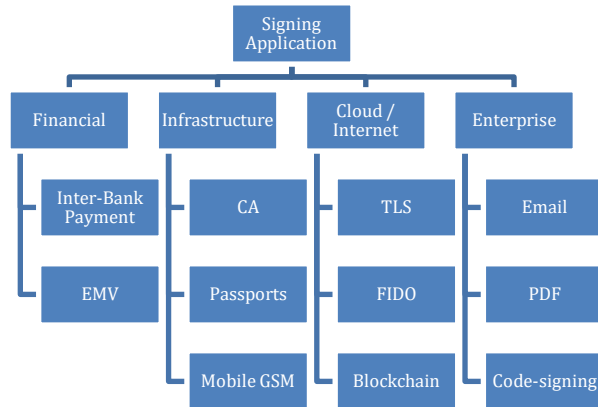 Signing
Application
Financial
Infrastructure
Cloud /
Internet
Enterprise
Inter-Bank
Payment
CA
TLS
Email
EMV
Passports
FIDO
PDF
Mobile GSM
Blockchain
Code-signing